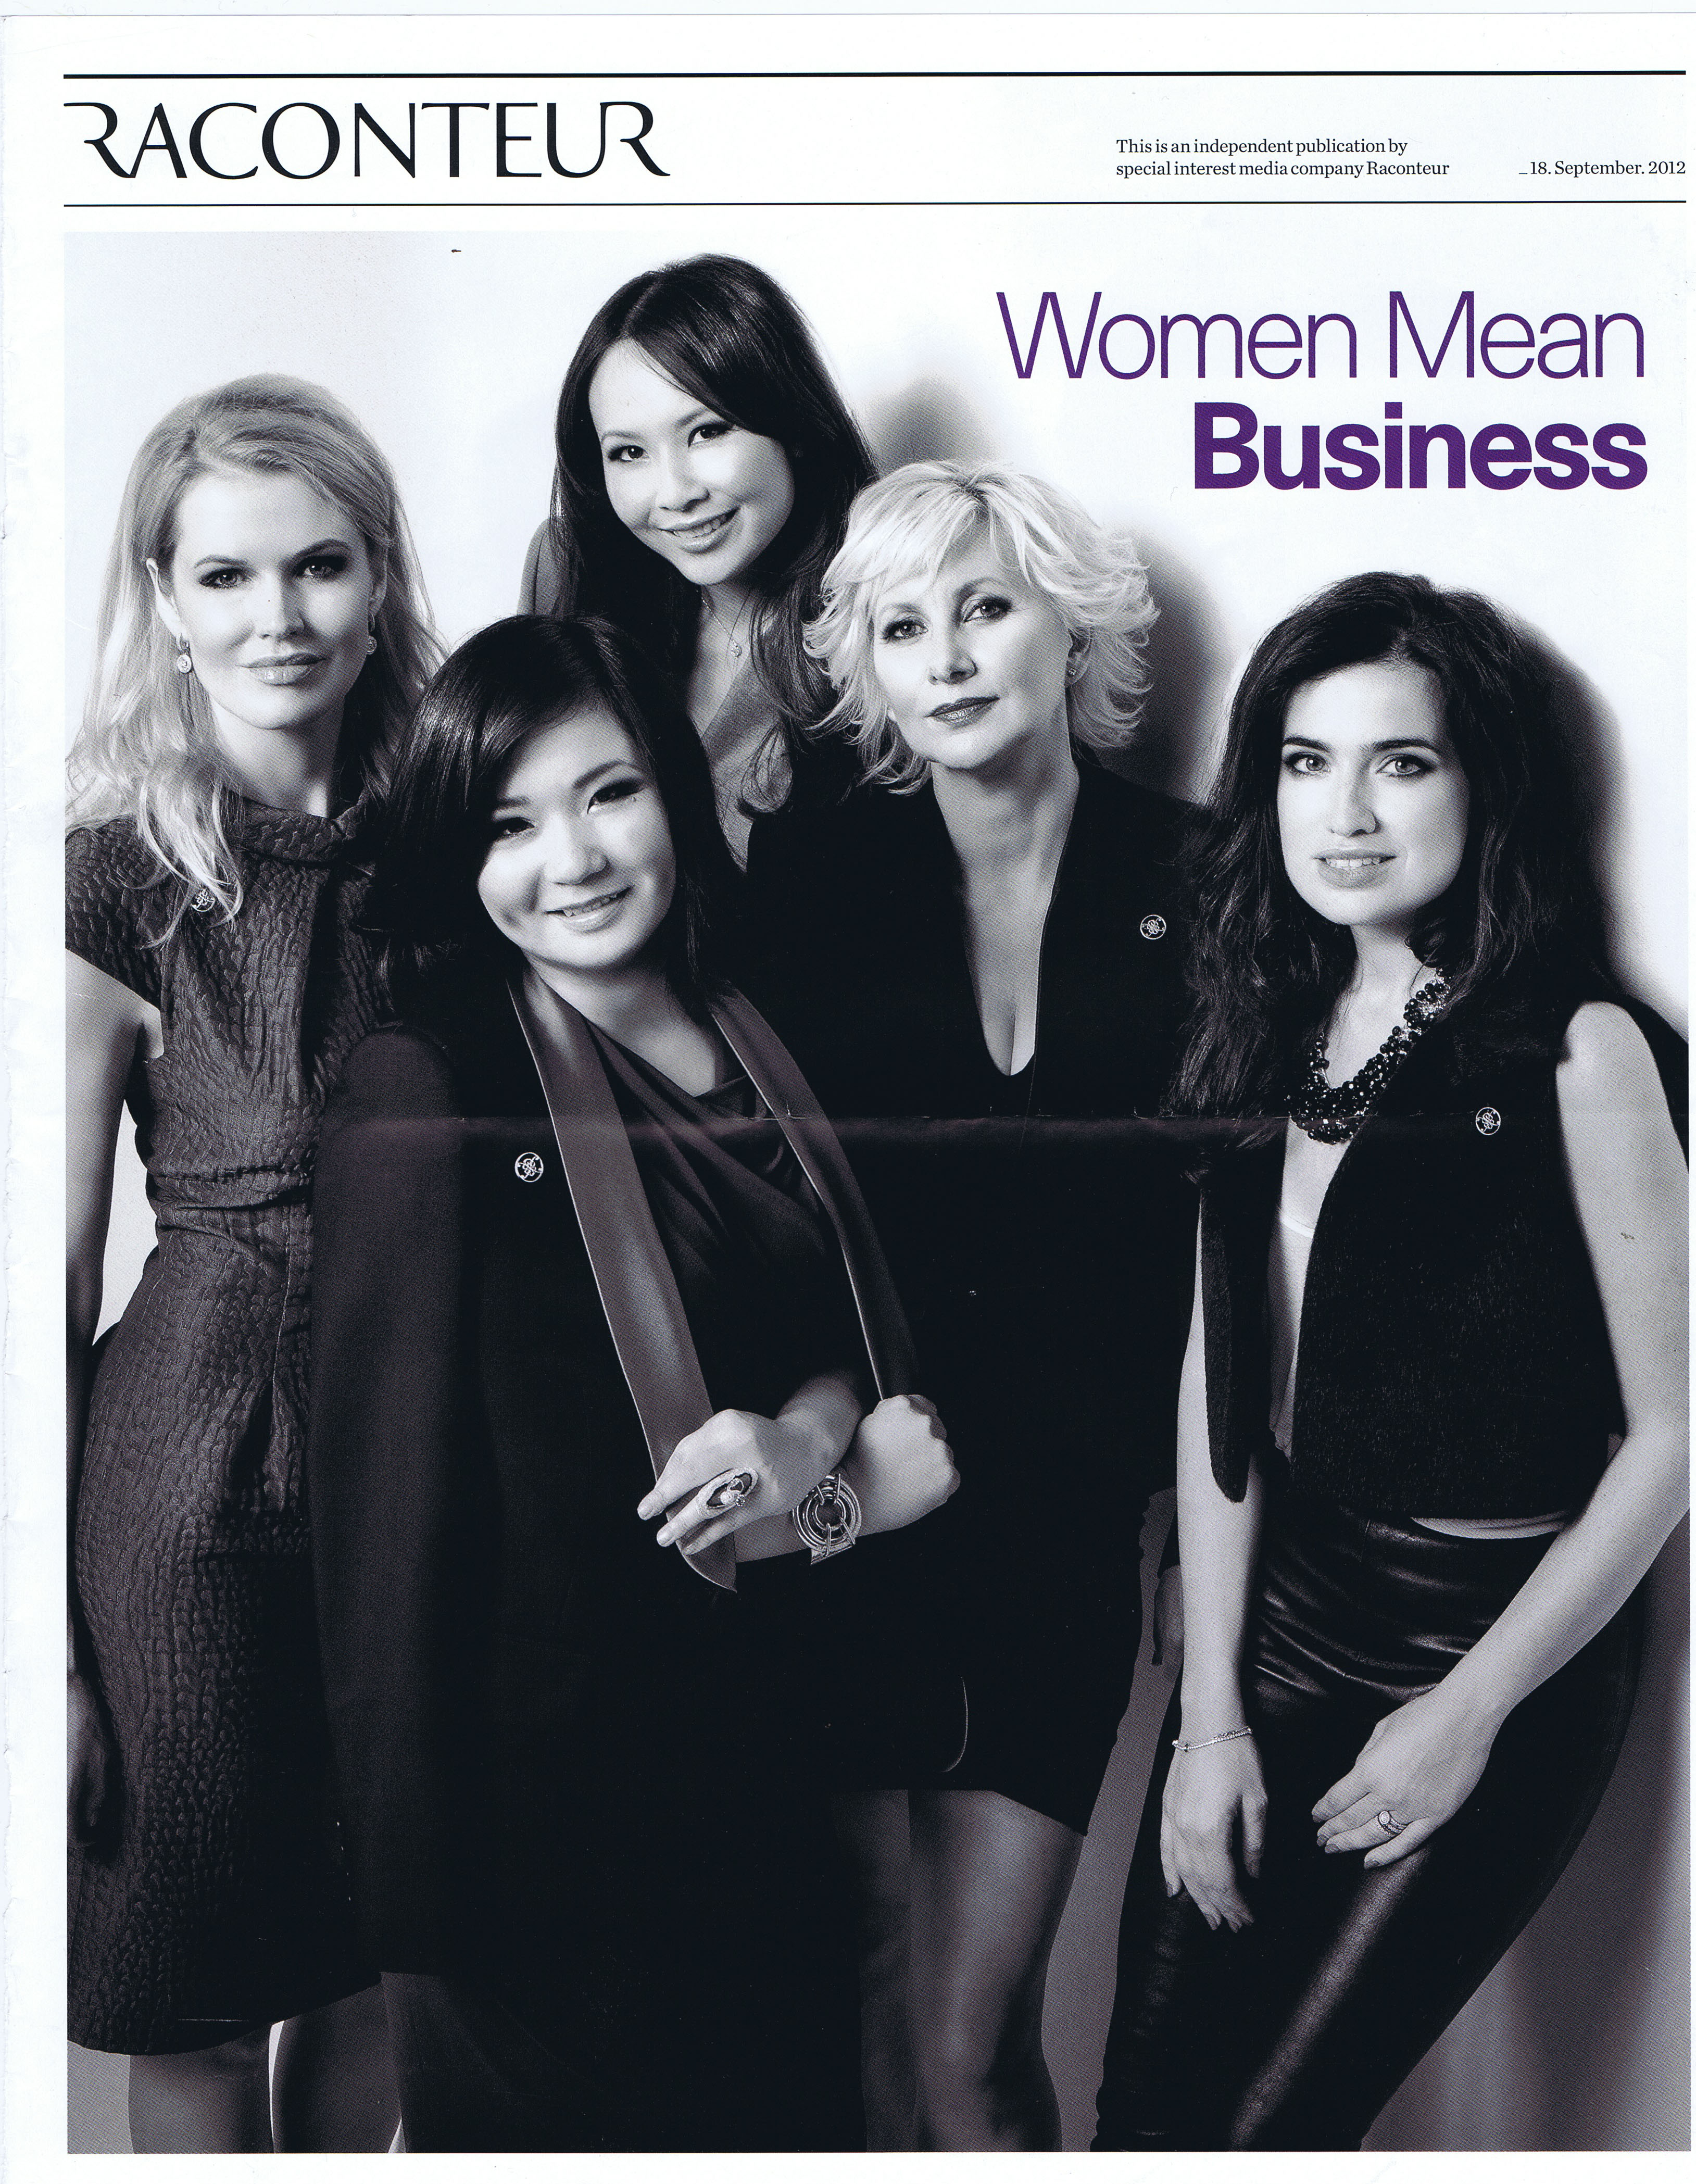 RACONTEUR
This is an independent publication by
special interest media company Raconteur
_18. September. 2012
Women Mean
Business